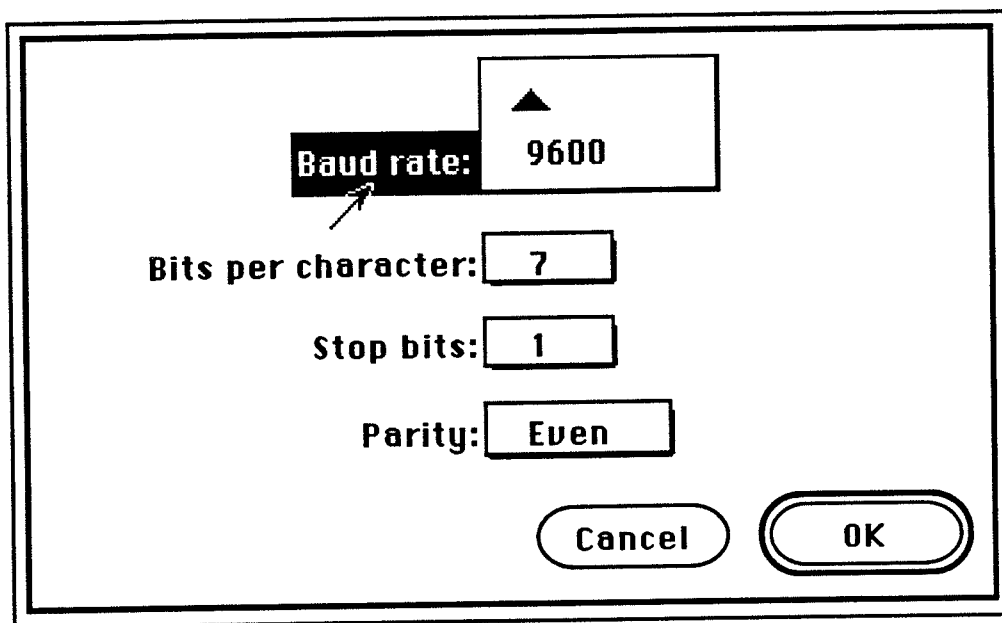 Baud rate: 9600
Bits per character: 7
Stop bits: 1
Parity: Even
Cancel OK